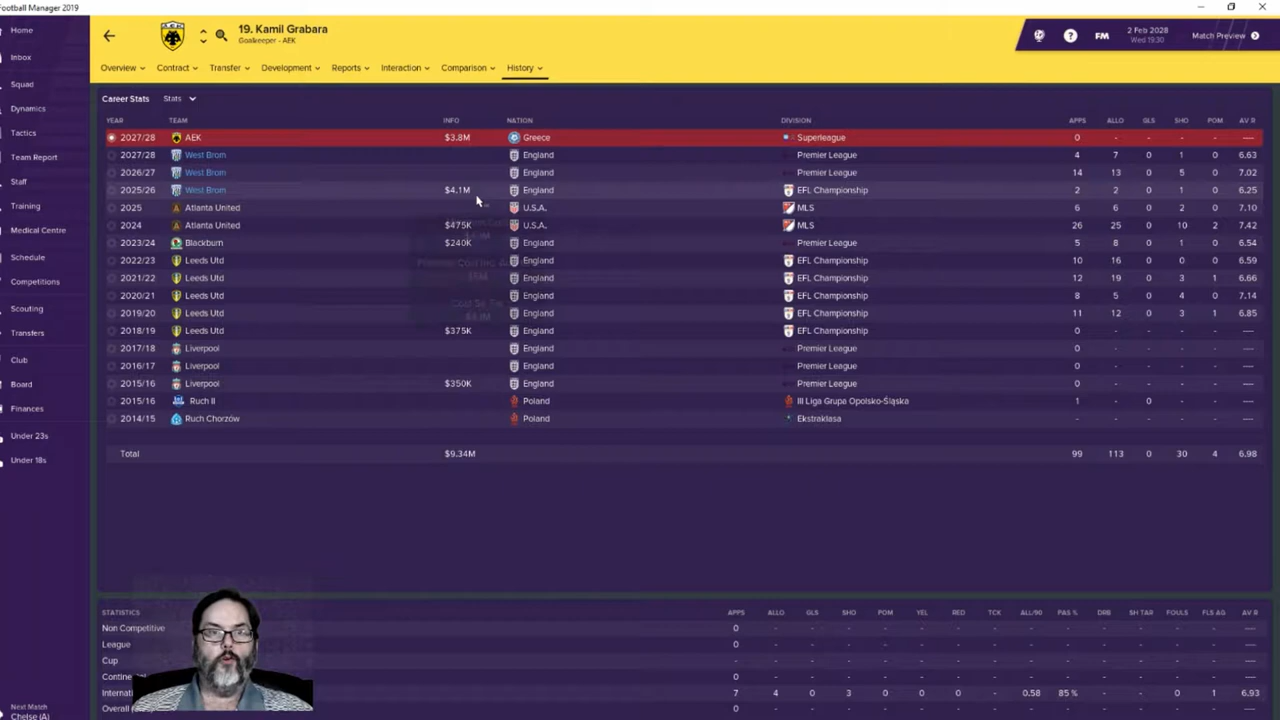 Football Manager 2019
Home
Inbox
Squad
Dynamics
Tactics
Team Report
Staff
Training
Medical Centre
Schedule
Competitions
Scouting
Transfers
Club
Board
Finances
Under 23s
Under 18s
Next Match
Chelse (A)
19. Kamil Grabara
Goalkeeper - AEK
FM
2 Feb 2028
Wed 19:30
Match Preview
Overview Contract Transfer Development Reports Interaction Comparison History
Career Stats Stats
YEAR TEAM INFO NATION DIVISION APPS ALLO GLS SHO POM AV R
2027/28 AEK $3.8M Greece Superleague 0 - - - - ----
2027/28 West Brom England Premier League 4 7 0 1 0 6.63
2026/27 West Brom England Premier League 14 13 0 5 0 7.02
2025/26 West Brom $4.1M England EFL Championship 2 2 0 1 0 6.25
2025 Atlanta United U.S.A. MLS 6 6 0 2 0 7.10
2024 Atlanta United $475K U.S.A. MLS 26 25 0 10 2 7.42
2023/24 Blackburn $240K England Premier League 5 8 0 1 0 6.54
2022/23 Leeds Utd England EFL Championship 10 16 0 0 0 6.59
2021/22 Leeds Utd England EFL Championship 12 19 0 3 1 6.66
2020/21 Leeds Utd England EFL Championship 8 5 0 4 0 7.14
2019/20 Leeds Utd England EFL Championship 11 12 0 3 1 6.85
2018/19 Leeds Utd $375K England EFL Championship 0 - - - - ----
2017/18 Liverpool England Premier League 0 - - - - ----
2016/17 Liverpool England Premier League 0 - - - - ----
2015/16 Liverpool $350K England Premier League 0 - - - - ----
2015/16 Ruch II Poland III Liga Grupa Opolsko-Śląska 1 - 0 - - ----
2014/15 Ruch Chorzów Poland Ekstraklasa - - - - - ----
Total $9.34M 99 113 0 30 4 6.98
STATISTICS APPS ALLO GLS SHO POM YEL RED TCK ALL/90 PAS % DRB SH TAR FOULS FLS AG AV R
Non Competitive 0 - - - - - - - - - - - - - ----
League 0 - - - - - - - - - - - - - ----
Cup - - - - - - - - - - - - - - ----
Contine 0 - - - - - - - - - - - - - ----
Internati 7 4 0 3 0 0 0 - 0.58 85 % - - 0 1 6.93
Overall 0 - - - - - - - - - - - - - ----